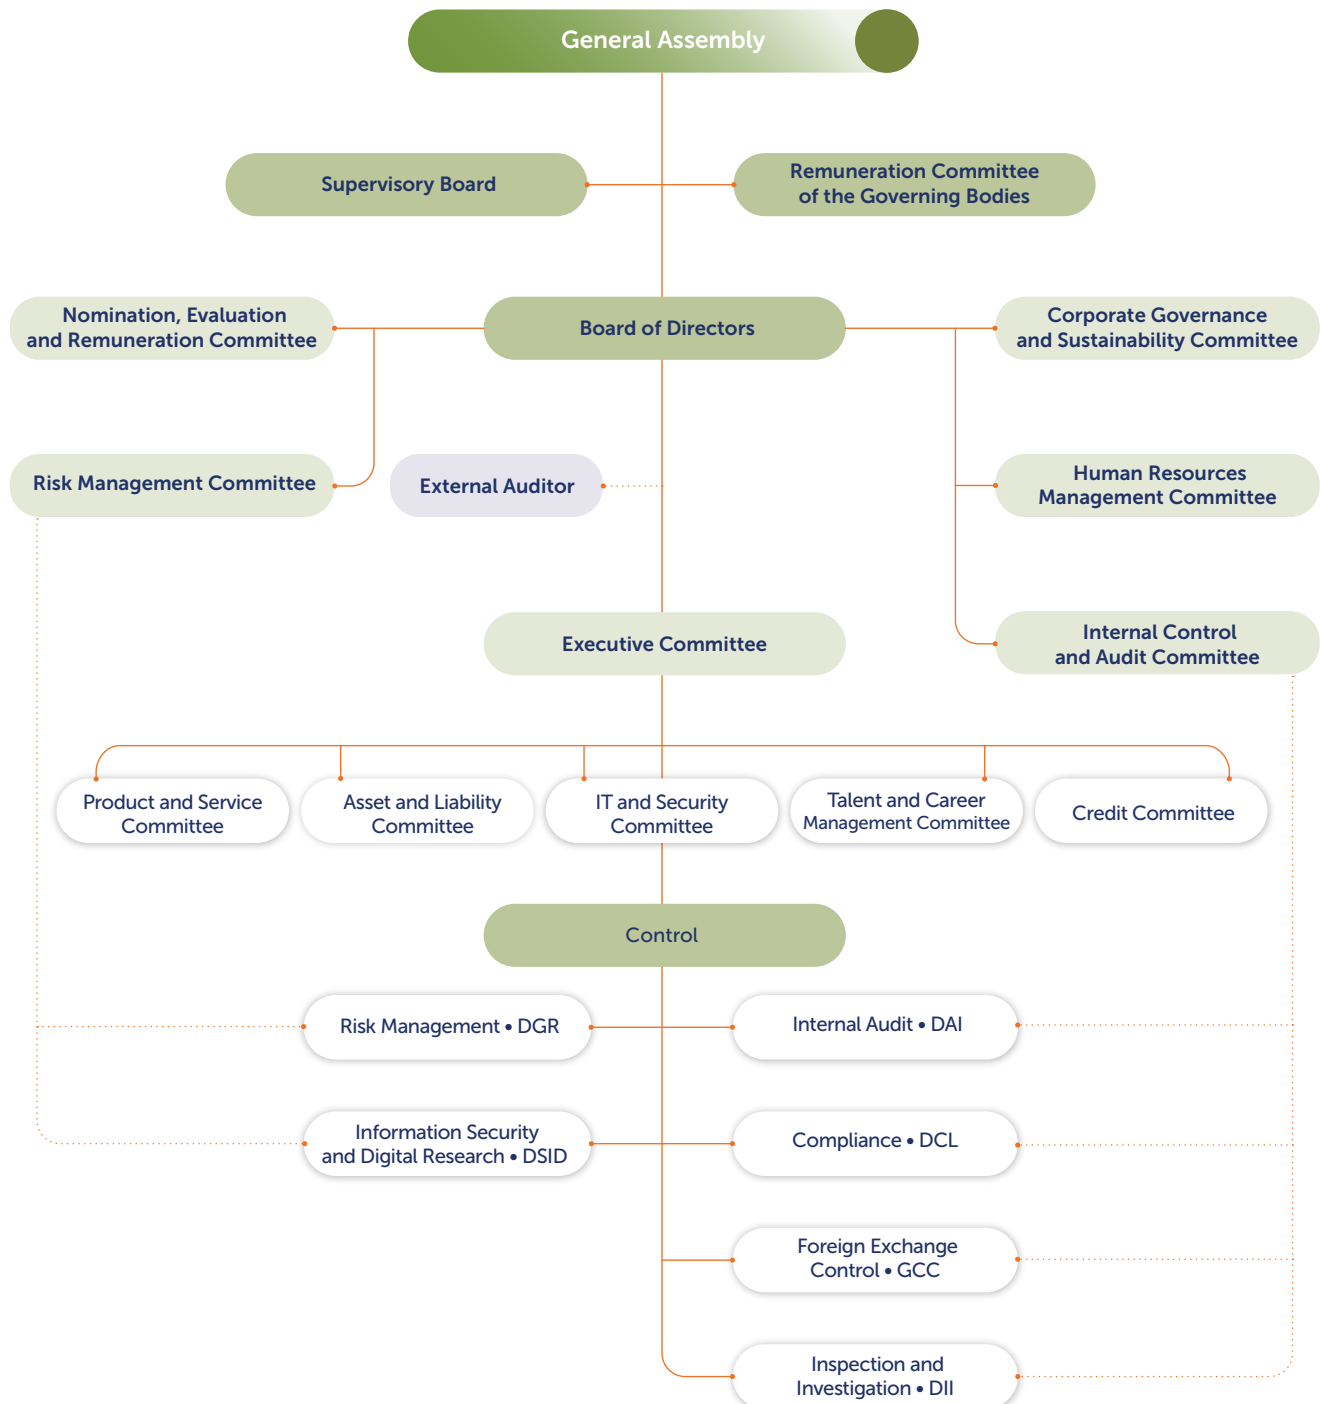 General Assembly
Supervisory Board
Remuneration Committee
of the Governing Bodies
Nomination, Evaluation
and Remuneration Committee
Board of Directors
Corporate Governance
and Sustainability Committee
Risk Management Committee
External Auditor
Human Resources
Management Committee
Executive Committee
Internal Control
and Audit Committee
Product and Service
Committee
Asset and Liability
Committee
IT and Security
Committee
Talent and Career
Management Committee
Credit Committee
Control
Risk Management • DGR
Internal Audit • DAI
Information Security
and Digital Research • DSID
Compliance • DCL
Foreign Exchange
Control • GCC
Inspection and
Investigation • DII